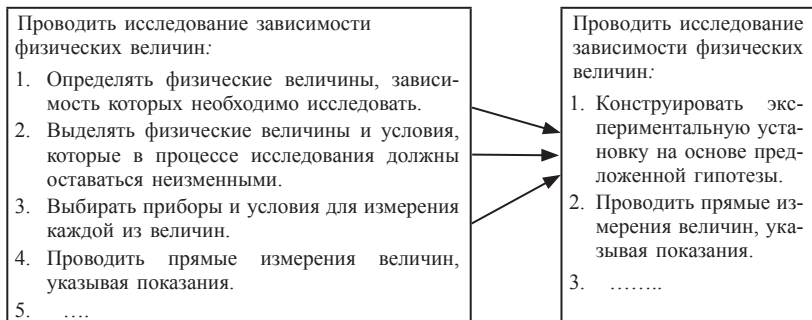 Проводить исследование зависимости
физических величин:
1. Определять физические величины, зависи-
мость которых необходимо исследовать.
2. Выделять физические величины и условия,
которые в процессе исследования должны
оставаться неизменными.
3. Выбирать приборы и условия для измерения
каждой из величин.
4. Проводить прямые измерения величин,
указывая показания.
5. ....
Проводить исследование
зависимости физических
величин:
1. Конструировать экс-
периментальную уста-
новку на основе пред-
ложенной гипотезы.
2. Проводить прямые из-
мерения величин, ука-
зывая показания.
3. ........